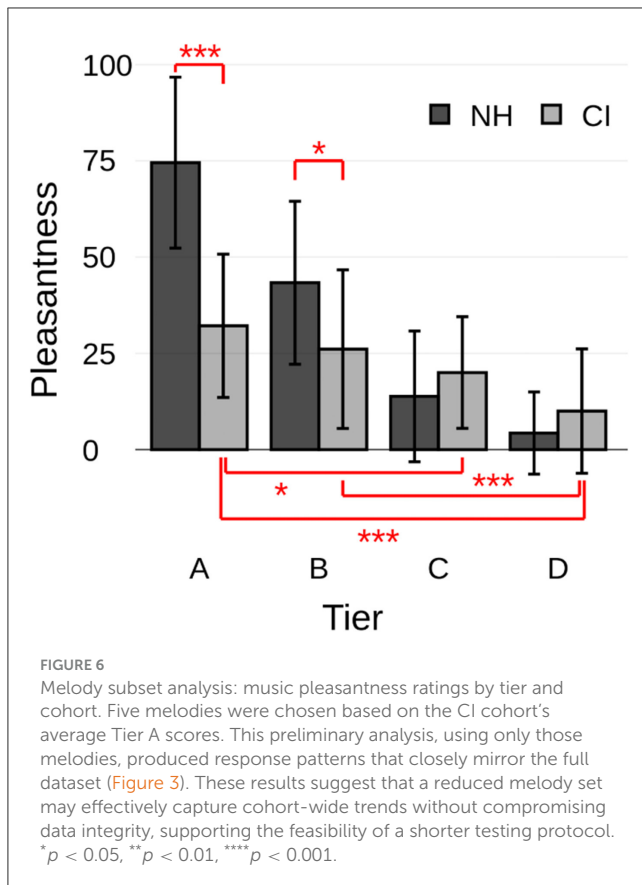 ***
100
NH CI
*
75
Pleasantness
50
25
0
* ***
***
A B C D
Tier
FIGURE 6
Melody subset analysis: music pleasantness ratings by tier and
cohort. Five melodies were chosen based on the CI cohort's
average Tier A scores. This preliminary analysis, using only those
melodies, produced response patterns that closely mirror the full
dataset (Figure 3). These results suggest that a reduced melody set
may effectively capture cohort-wide trends without compromising
data integrity, supporting the feasibility of a shorter testing protocol.
*p < 0.05, **p < 0.01, ****p < 0.001.